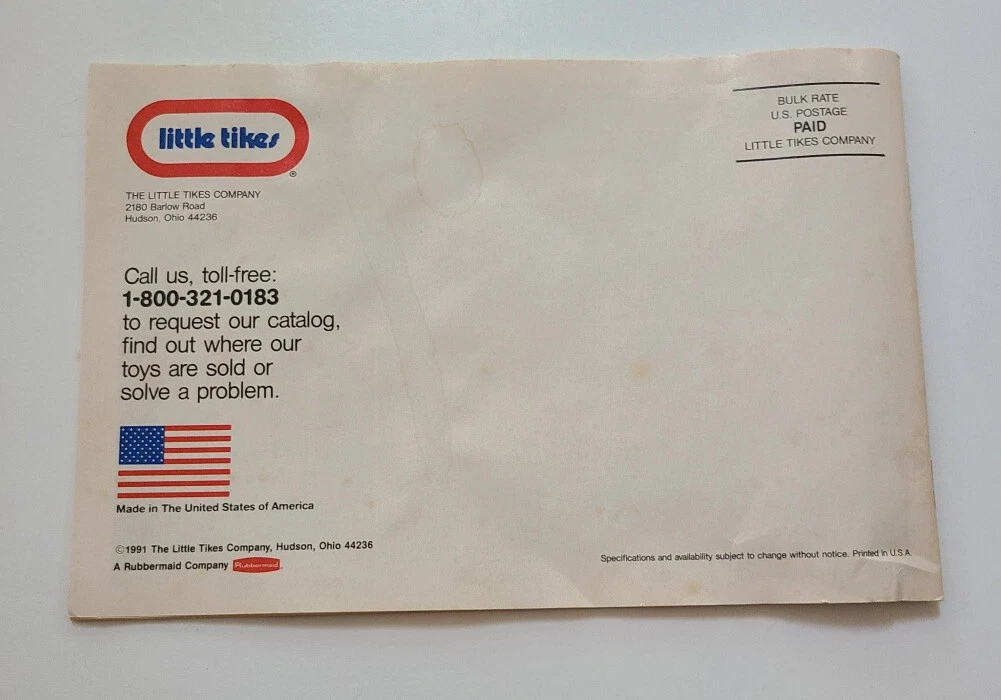 little tikes
®
THE LITTLE TIKES COMPANY
2180 Barlow Road
Hudson, Ohio 44236
BULK RATE
U.S. POSTAGE
PAID
LITTLE TIKES COMPANY
Call us, toll-free:
1-800-321-0183
to request our catalog,
find out where our
toys are sold or
solve a problem.
Made in The United States of America
©1991 The Little Tikes Company, Hudson, Ohio 44236
A Rubbermaid Company Rubbermaid
Specifications and availability subject to change without notice. Printed in U.S.A.